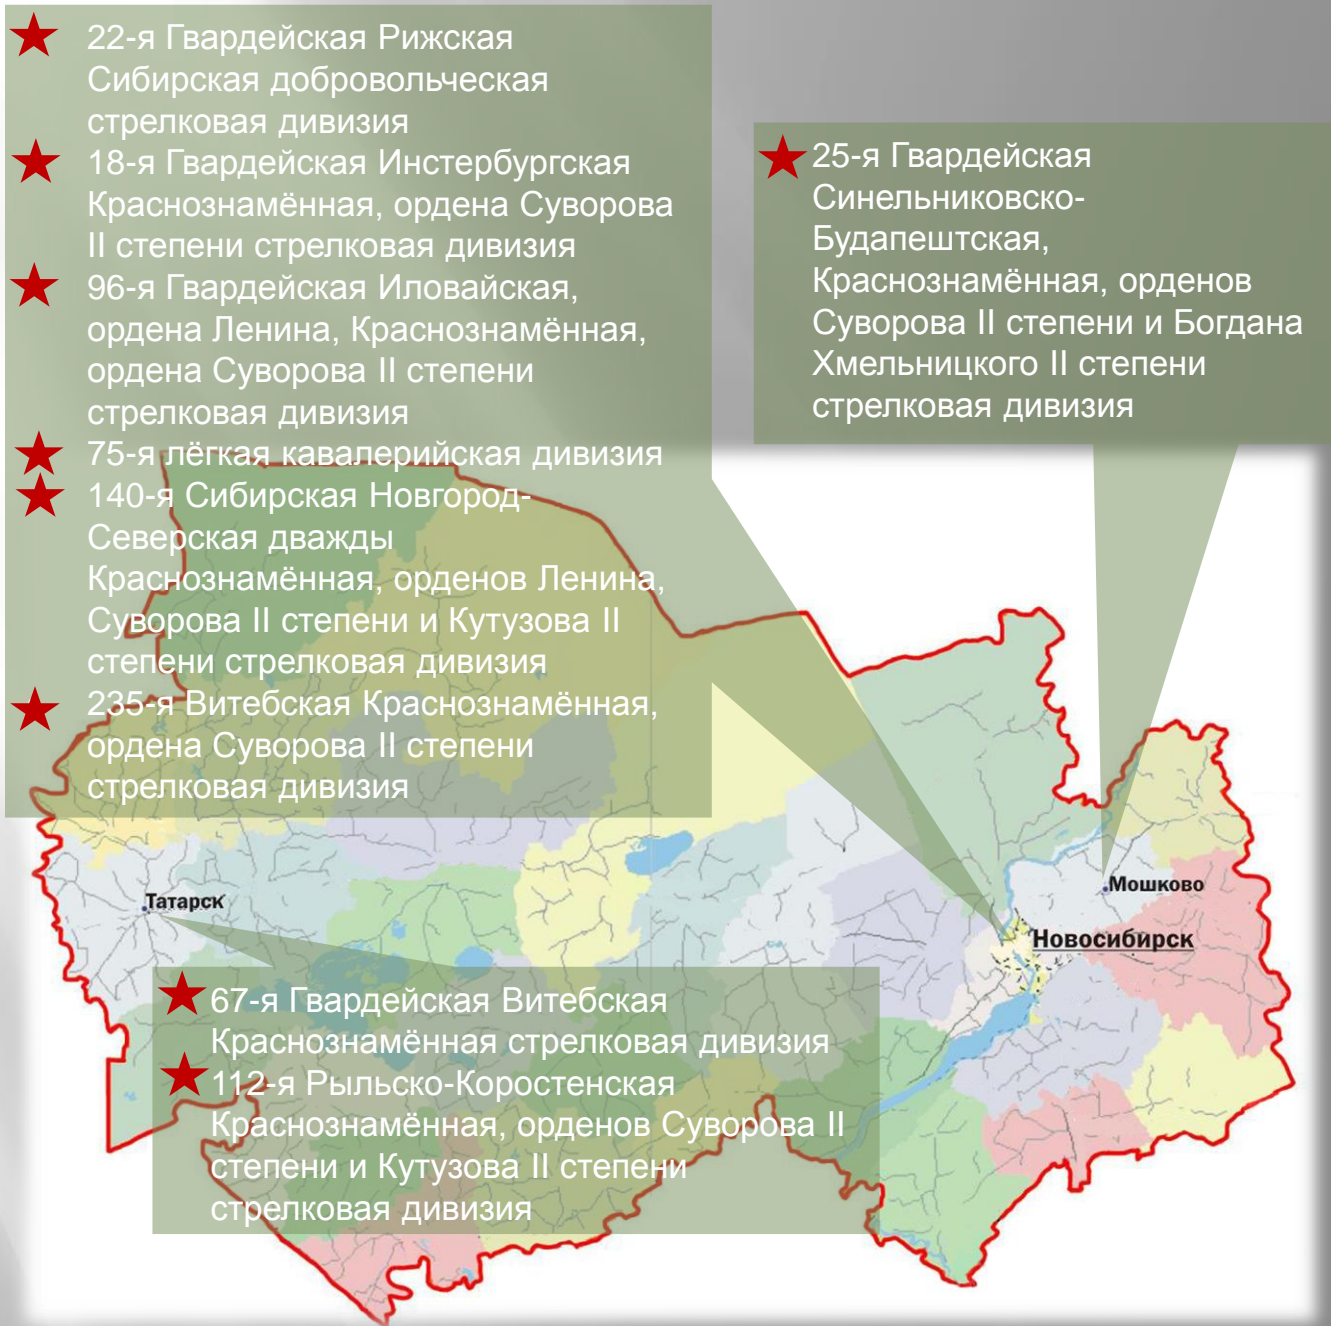 22-я Гвардейская Рижская
Сибирская добровольческая
стрелковая дивизия
18-я Гвардейская Инстербургская
Краснознамённая, ордена Суворова
II степени стрелковая дивизия
96-я Гвардейская Иловайская,
ордена Ленина, Краснознамённая,
ордена Суворова II степени
стрелковая дивизия
75-я лёгкая кавалерийская дивизия
140-я Сибирская Новгород-
Северская дважды
Краснознамённая, орденов Ленина,
Суворова II степени и Кутузова II
степени стрелковая дивизия
235-я Витебская Краснознамённая,
ордена Суворова II степени
стрелковая дивизия
25-я Гвардейская
Синельниковско-
Будапештская,
Краснознамённая, орденов
Суворова II степени и Богдана
Хмельницкого II степени
стрелковая дивизия
Татарск
Мошково
Новосибирск
67-я Гвардейская Витебская
Краснознамённая стрелковая дивизия
112-я Рыльско-Коростенская
Краснознамённая, орденов Суворова II
степени и Кутузова II степени
стрелковая дивизия